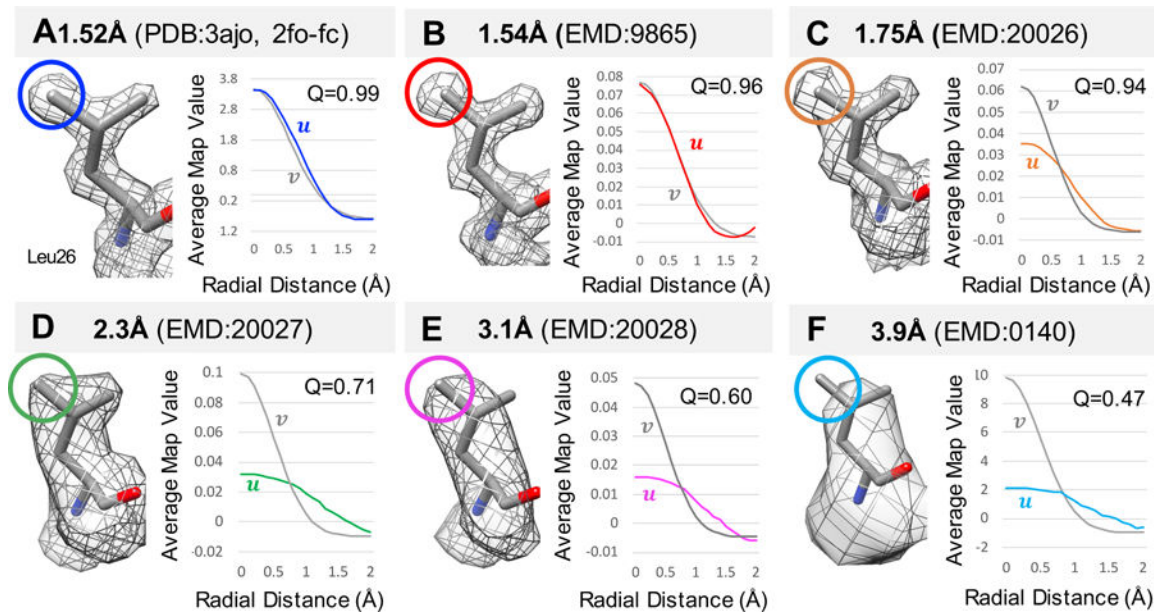 A 1.52Å (PDB:3ajo, 2fo-fc)
Leu26
Average Map Value
3.8
2.8
1.8
0.8
0.2
1.2
Q=0.99
u
v
0 0.5 1 1.5 2
Radial Distance (Å)
B 1.54Å (EMD:9865)
Average Map Value
0.08
0.07
0.06
0.05
0.04
0.03
0.02
0.01
0
-0.01
Q=0.96
u
v
0 0.5 1 1.5 2
Radial Distance (Å)
C 1.75Å (EMD:20026)
Average Map Value
0.07
0.06
0.05
0.04
0.03
0.02
0.01
0
-0.01
Q=0.94
v
u
0 0.5 1 1.5 2
Radial Distance (Å)
D 2.3Å (EMD:20027)
Average Map Value
0.1
0.08
0.06
0.04
0.02
0
-0.02
Q=0.71
v
u
0 0.5 1 1.5 2
Radial Distance (Å)
E 3.1Å (EMD:20028)
Average Map Value
0.05
0.04
0.03
0.02
0.01
0
-0.01
Q=0.60
v
u
0 0.5 1 1.5 2
Radial Distance (Å)
F 3.9Å (EMD:0140)
Average Map Value
10
8
6
4
2
0
-2
Q=0.47
v
u
0 0.5 1 1.5 2
Radial Distance (Å)